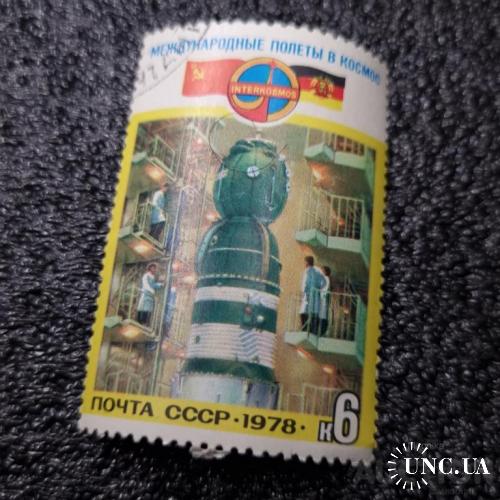 МЕЖДУНАРОДНЫЕ ПОЛЕТЫ В КОСМОС
INTERKOSMOS
ПОЧТА СССР·1978·
к6
UNC.UA